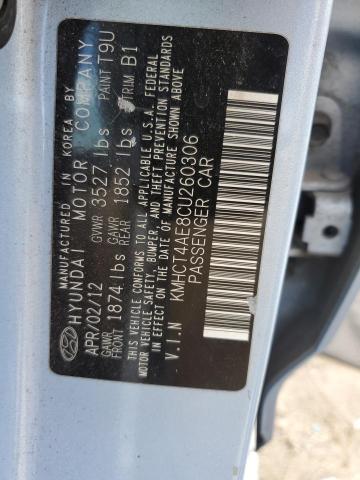 MANUFACTURED IN KOREA BY
HYUNDAI MOTOR COMPANY
APR/02/12 GVWR 3527 lbs PAINT T9U
GAWR FRONT 1874 lbs GAWR REAR 1852 lbs TRIM B1
THIS VEHICLE CONFORMS TO ALL APPLICABLE U.S.A. FEDERAL
MOTOR VEHICLE SAFETY, BUMPER, AND THEFT PREVENTION STANDARDS
IN EFFECT ON THE DATE OF MANUFACTURE SHOWN ABOVE
V.I.N KMHCT4AE8CU260306
PASSENGER CAR